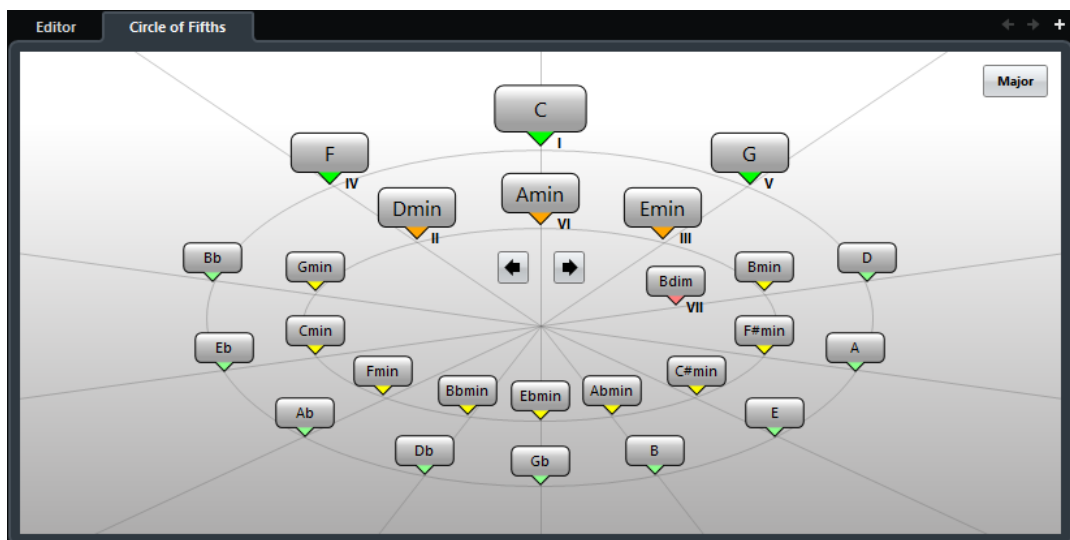 Editor Circle of Fifths
Major
C
I
F G
IV V
Amin
Dmin Emin
VI
II III
Bb D
Gmin Bmin
Bdim
VII
Cmin F#min
Eb A
Fmin C#min
Bbmin Ebmin Abmin
Ab E
Db B
Gb